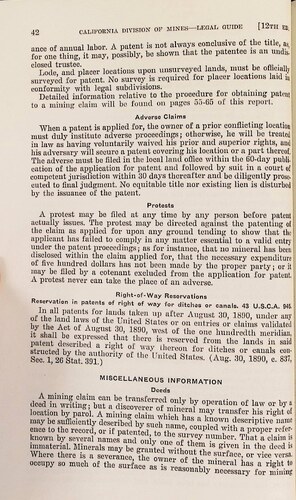 42 CALIFORNIA DIVISION OF MINES—LEGAL GUIDE [12TH ED.
ance of annual labor. A patent is not always conclusive of the title, as,
for one thing, it may, possibly, be shown that the patentee is an undis-
closed trustee.
Lode, and placer locations upon unsurveyed lands, must be officially
surveyed for patent. No survey is required for placer locations laid in
conformity with legal subdivisions.
Detailed information relative to the procedure for obtaining patent
to a mining claim will be found on pages 55-65 of this report.
Adverse Claims
When a patent is applied for, the owner of a prior conflicting location
must duly institute adverse proceedings; otherwise, he will be treated
in law as having voluntarily waived his prior and superior rights, and
his adversary will secure a patent covering his location or a part thereof.
The adverse must be filed in the local land office within the 60-day publi-
cation of the application for patent and followed by suit in a court of
competent jurisdiction within 30 days thereafter and be diligently prose-
cuted to final judgment. No equitable title nor existing lien is disturbed
by the issuance of the patent.
Protests
A protest may be filed at any time by any person before patent
actually issues. The protest may be directed against the patenting of
the claim as applied for upon any ground tending to show that the
applicant has failed to comply in any matter essential to a valid entry
under the patent proceedings; as for instance, that no mineral has been
disclosed within the claim applied for, that the necessary expenditure
of five hundred dollars has not been made by the proper party; or it
may be filed by a cotenant excluded from the application for patent.
A protest never can take the place of an adverse.
Right-of-Way Reservations
Reservation in patents of right of way for ditches or canals. 43 U.S.C.A. 945
In all patents for lands taken up after August 30, 1890, under any
of the land laws of the United States or on entries or claims validated
by the Act of August 30, 1890, west of the one hundredth meridian,
it shall be expressed that there is reserved from the lands in said
patent described a right of way thereon for ditches or canals con-
structed by the authority of the United States. (Aug. 30, 1890, c. 837,
Sec. 1, 26 Stat. 391.)
MISCELLANEOUS INFORMATION
Deeds
A mining claim can be transferred only by operation of law or by a
deed in writing; but a discoverer of mineral may transfer his right of
location by parol. A mining claim which has a known descriptive name
may be sufficiently described by such name, coupled with a proper refer-
ence to the record, or if patented, to the survey number. That a claim is
known by several names and only one of them is given in the deed is
immaterial. Minerals may be granted without the surface, or vice versa.
Where there is a severance, the owner of the mineral has a right to
occupy so much of the surface as is reasonably necessary for mining